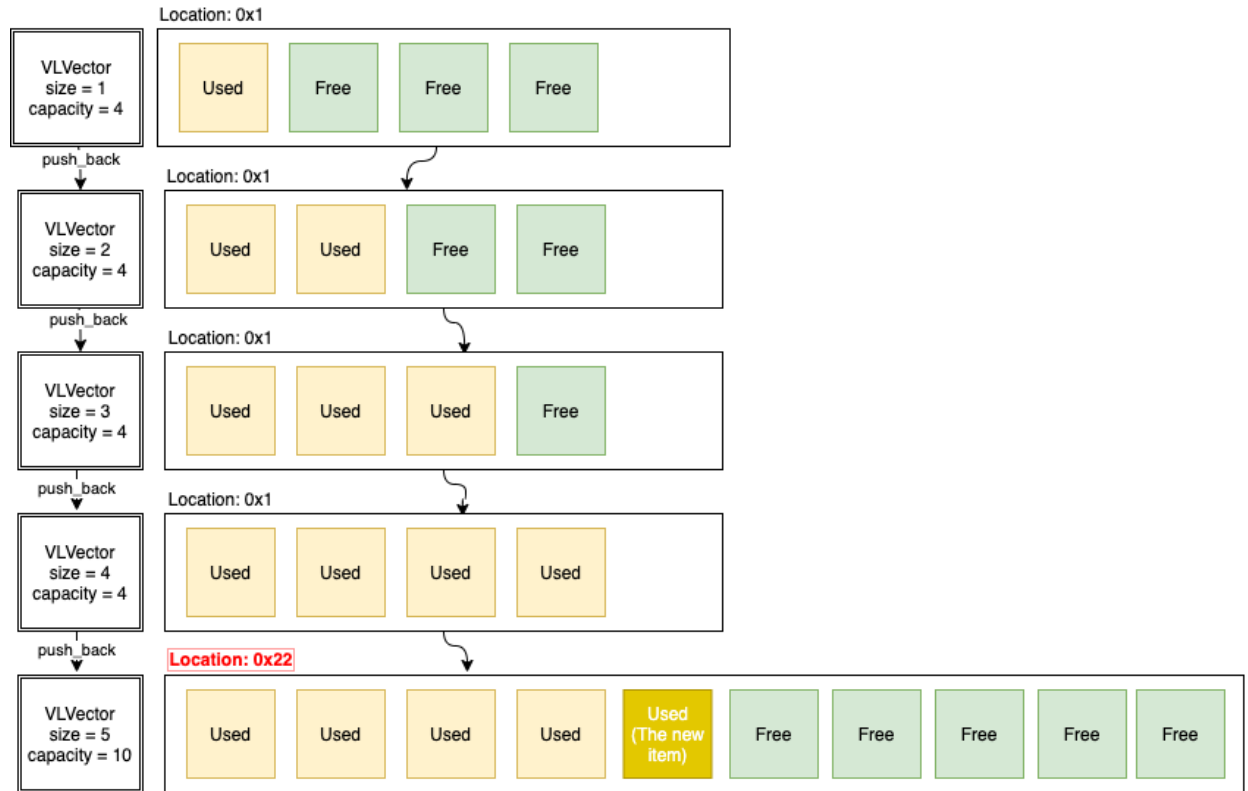 Location: 0x1
VLVector
size = 1
capacity = 4
Used
Free
Free
Free
push_back
Location: 0x1
VLVector
size = 2
capacity = 4
Used
Used
Free
Free
push_back
Location: 0x1
VLVector
size = 3
capacity = 4
Used
Used
Used
Free
push_back
Location: 0x1
VLVector
size = 4
capacity = 4
Used
Used
Used
Used
push_back
Location: 0x22
VLVector
size = 5
capacity = 10
Used
Used
Used
Used
Used
(The new
item)
Free
Free
Free
Free
Free